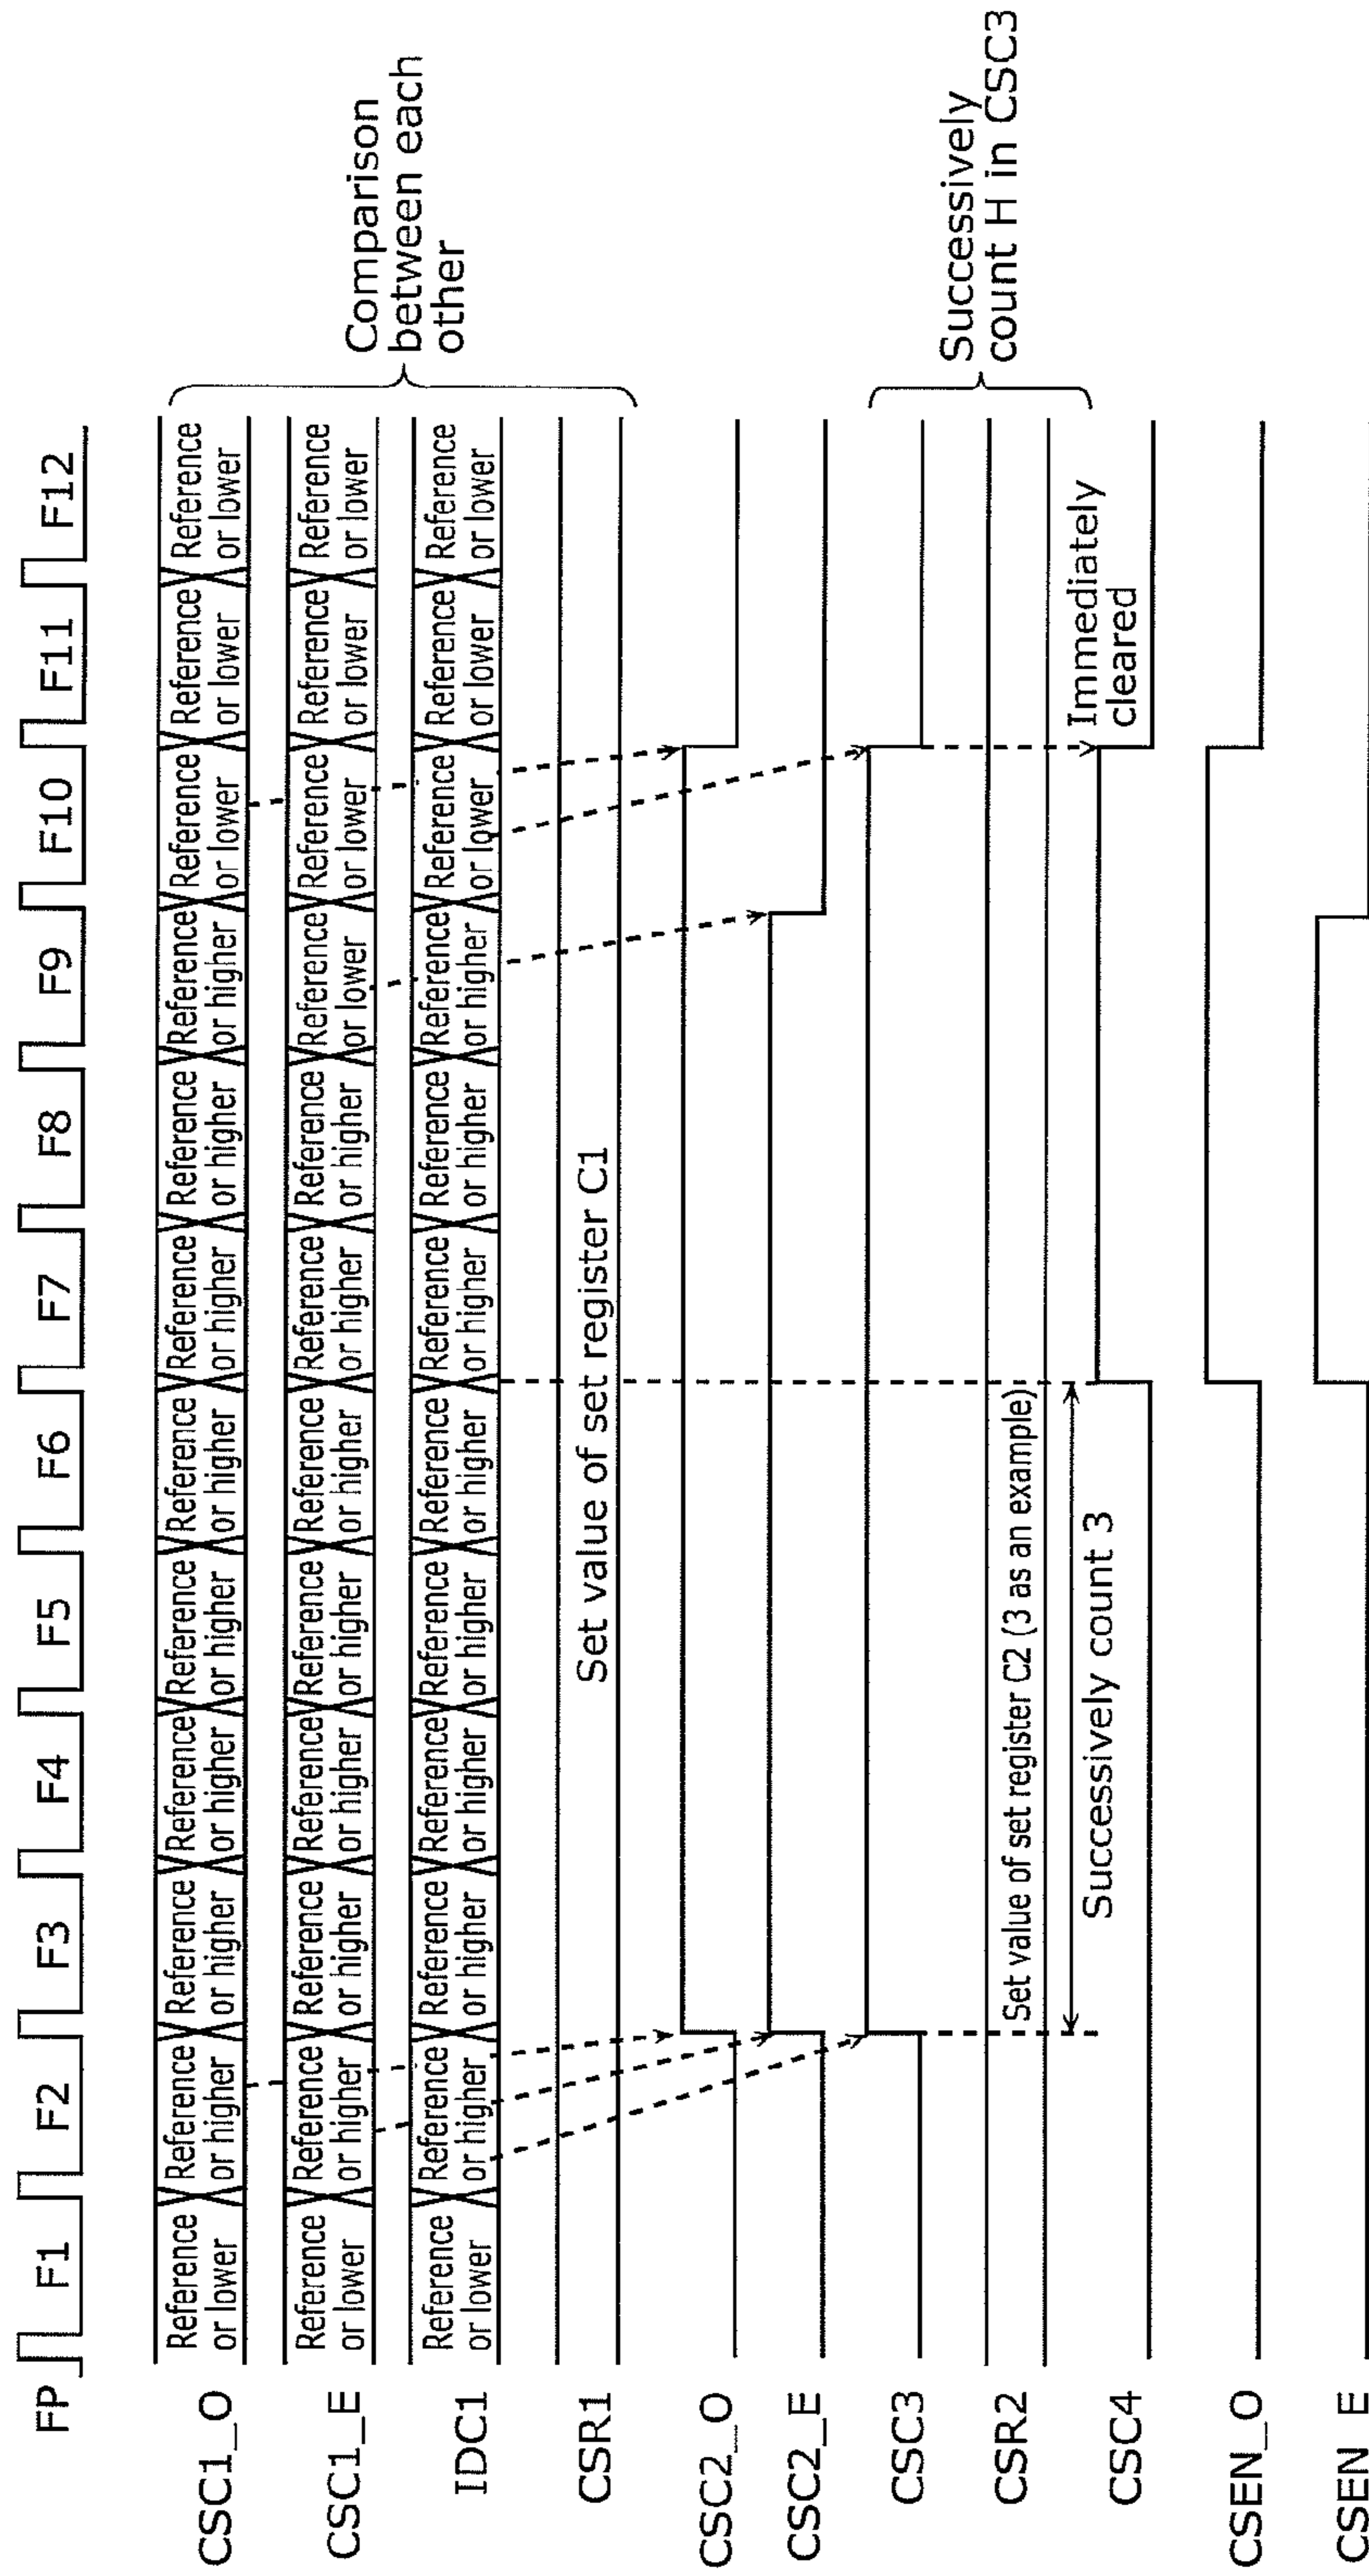 FP F1 F2 F3 F4 F5 F6 F7 F8 F9 F10 F11 F12
CSC1_O
Reference Reference Reference Reference Reference Reference Reference Reference Reference Reference Reference Reference
or lower or higher or higher or higher or higher or higher or higher or higher or higher or lower or lower or lower
CSC1_E
Reference Reference Reference Reference Reference Reference Reference Reference Reference Reference Reference Reference
or lower or higher or higher or higher or higher or higher or higher or higher or lower or lower or lower or lower
IDC1
Reference Reference Reference Reference Reference Reference Reference Reference Reference Reference Reference Reference
or lower or higher or higher or higher or higher or higher or higher or higher or higher or lower or lower or lower
CSR1
Set value of set register C1
Comparison
between each
other
CSC2_O
CSC2_E
CSC3
CSR2
Set value of set register C2 (3 as an example)
Successively
count H in CSC3
CSC4
Successively count 3
Immediately
cleared
CSEN_O
CSEN_E